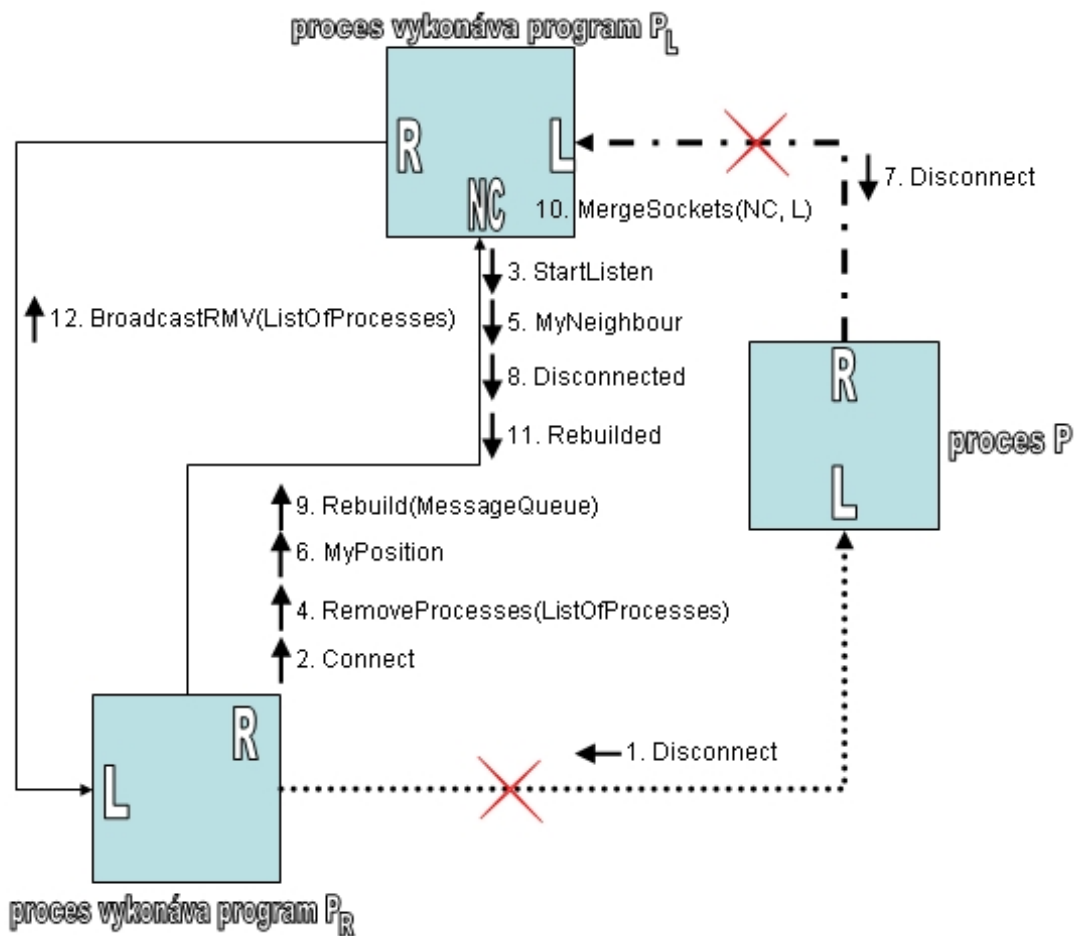 proces vykonáva program PL
R
L
NC
7. Disconnect
10. MergeSockets(NC, L)
3. StartListen
12. BroadcastRMV(ListOfProcesses)
5. MyNeighbour
8. Disconnected
R
11. Rebuilded
proces P
L
9. Rebuild(MessageQueue)
6. MyPosition
4. RemoveProcesses(ListOfProcesses)
2. Connect
R
1. Disconnect
L
proces vykonáva program PR